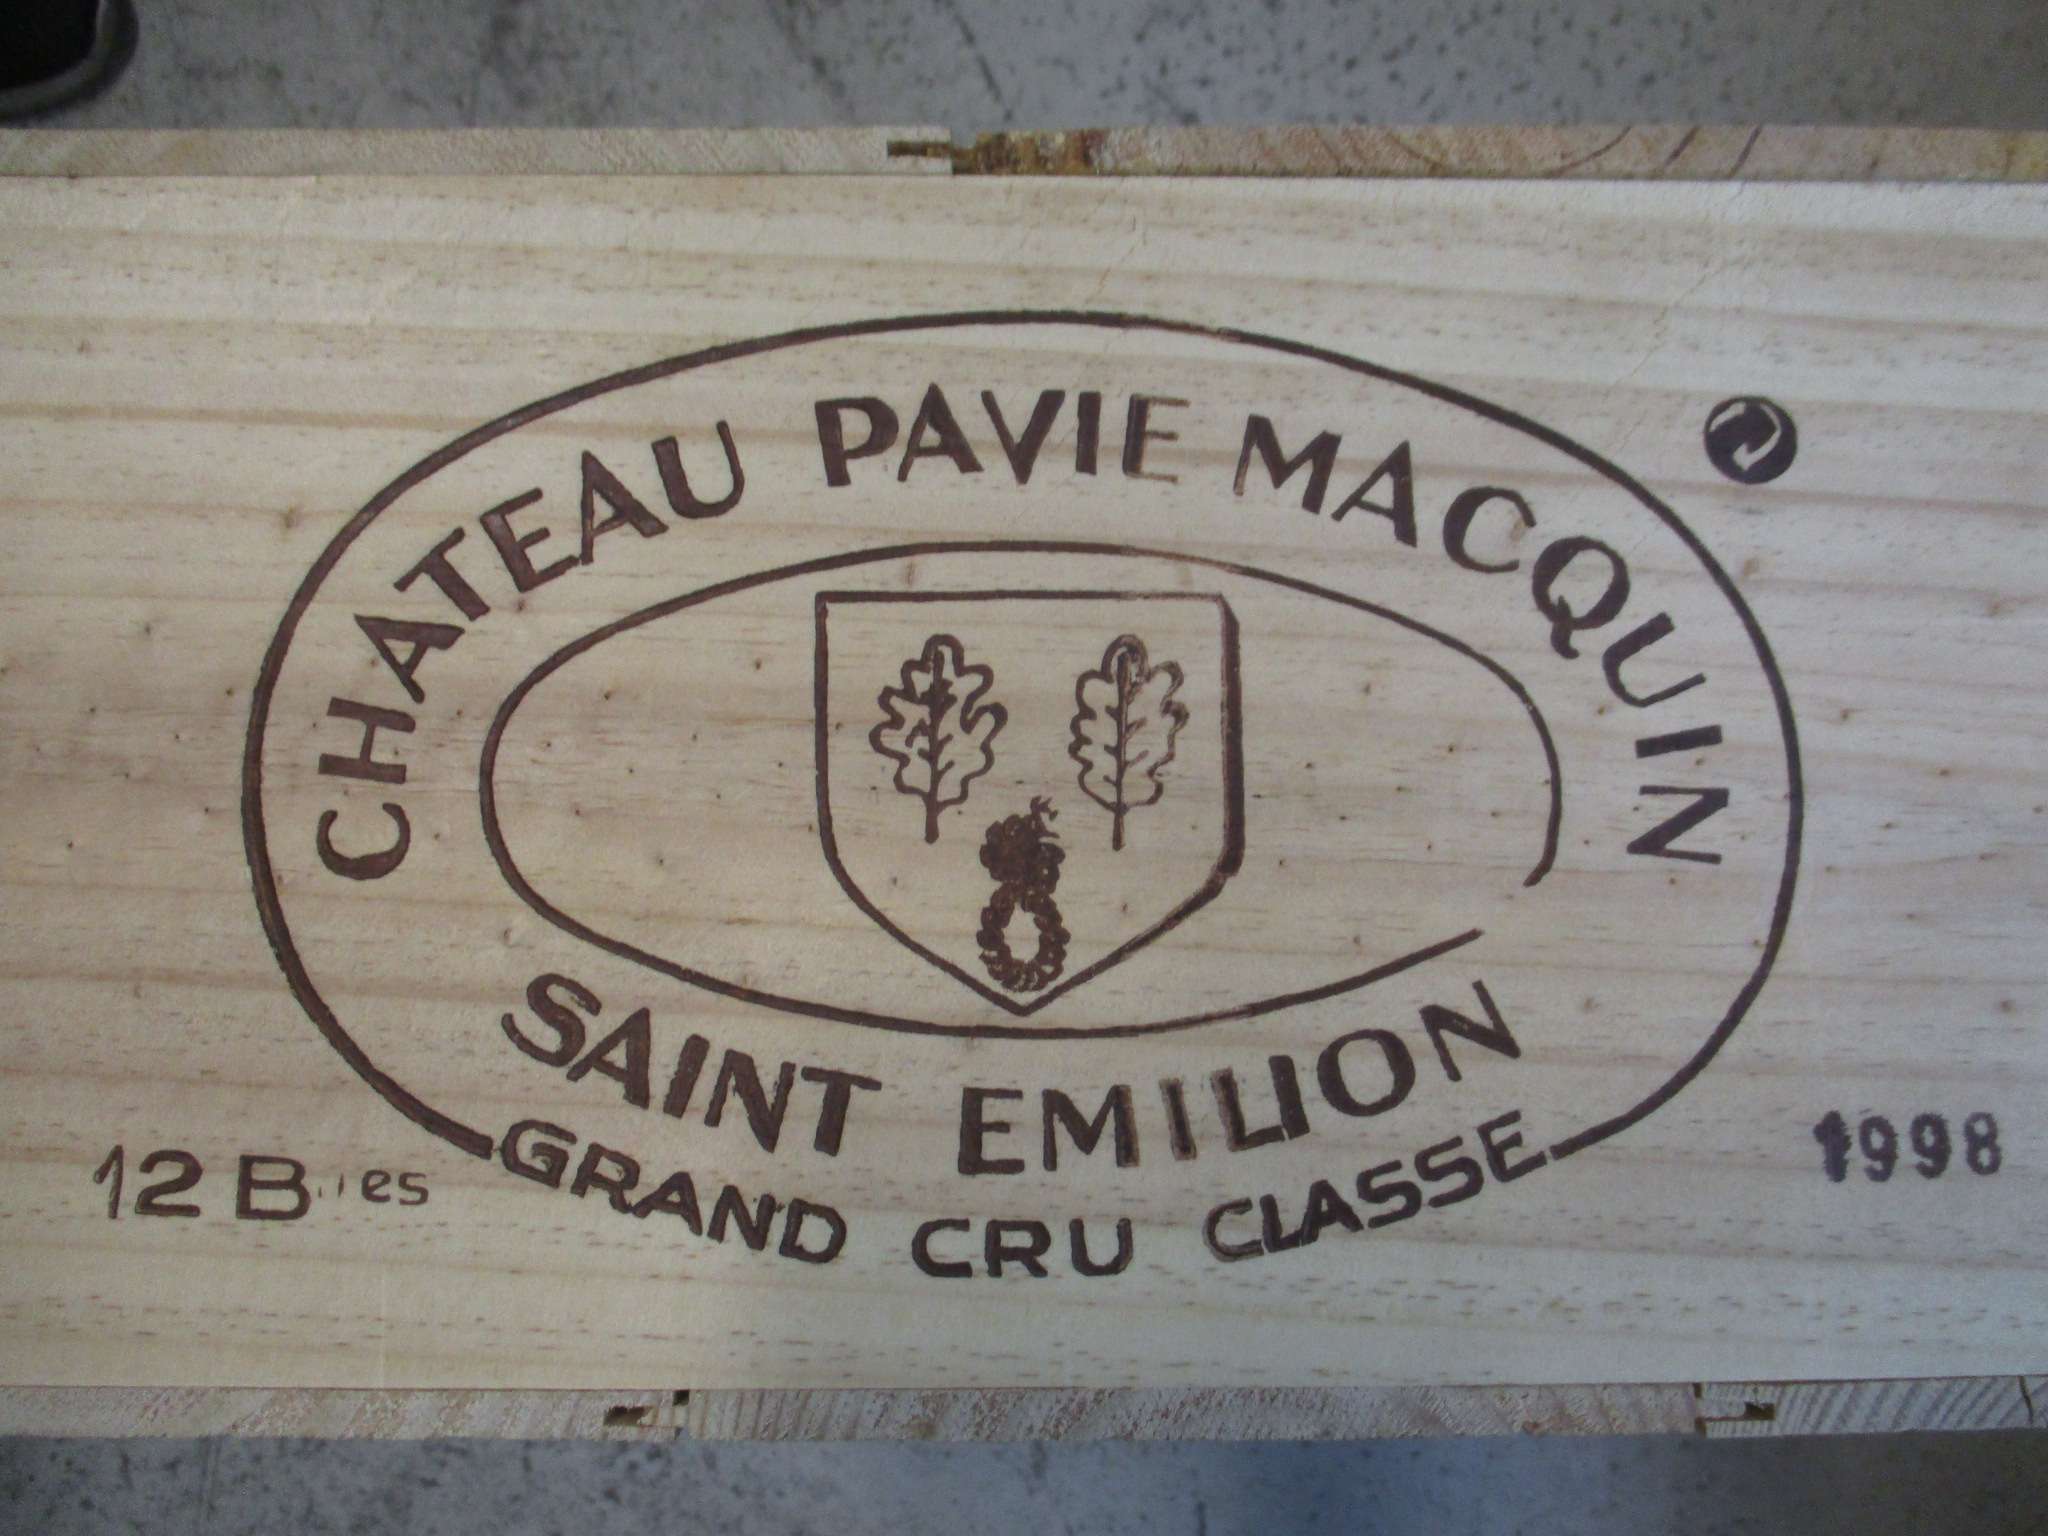 CHATEAU PAVIE MACQUIN
SAINT EMILION
GRAND CRU CLASSE
12 B es
1998